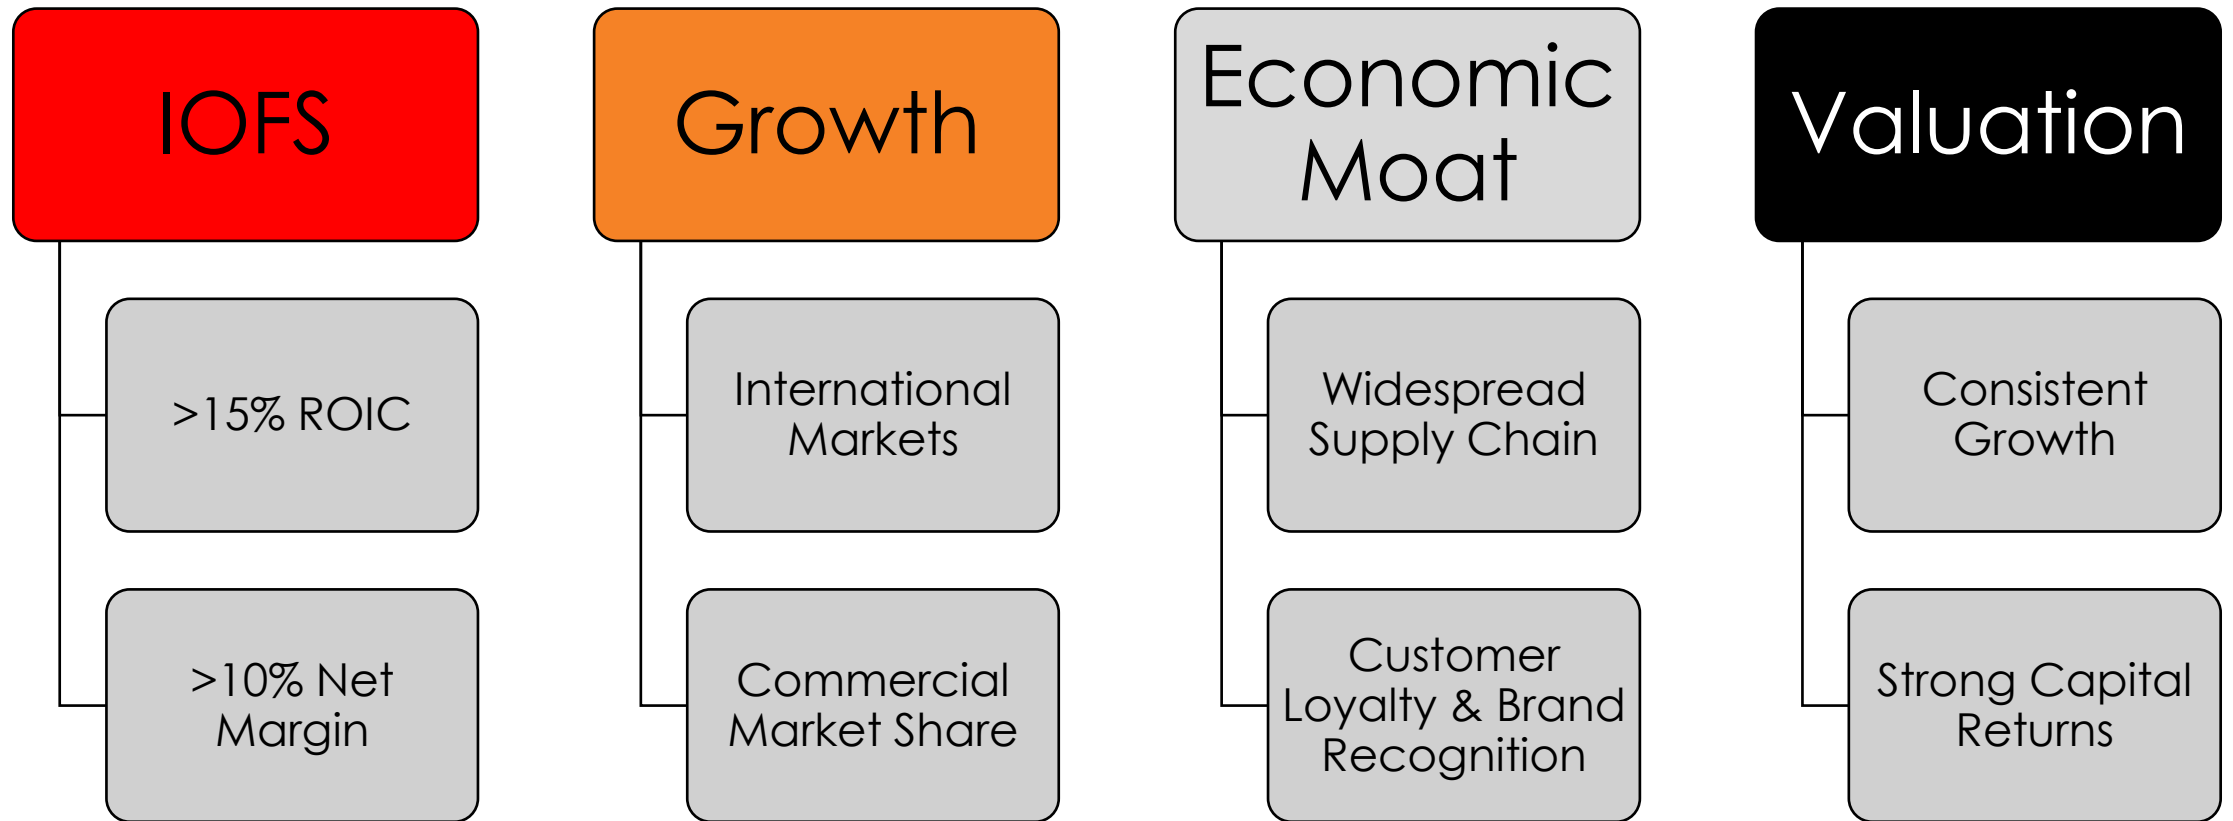 IOFS
>15% ROIC
>10% Net
Margin
Growth
International
Markets
Commercial
Market Share
Economic
Moat
Widespread
Supply Chain
Customer
Loyalty & Brand
Recognition
Valuation
Consistent
Growth
Strong Capital
Returns